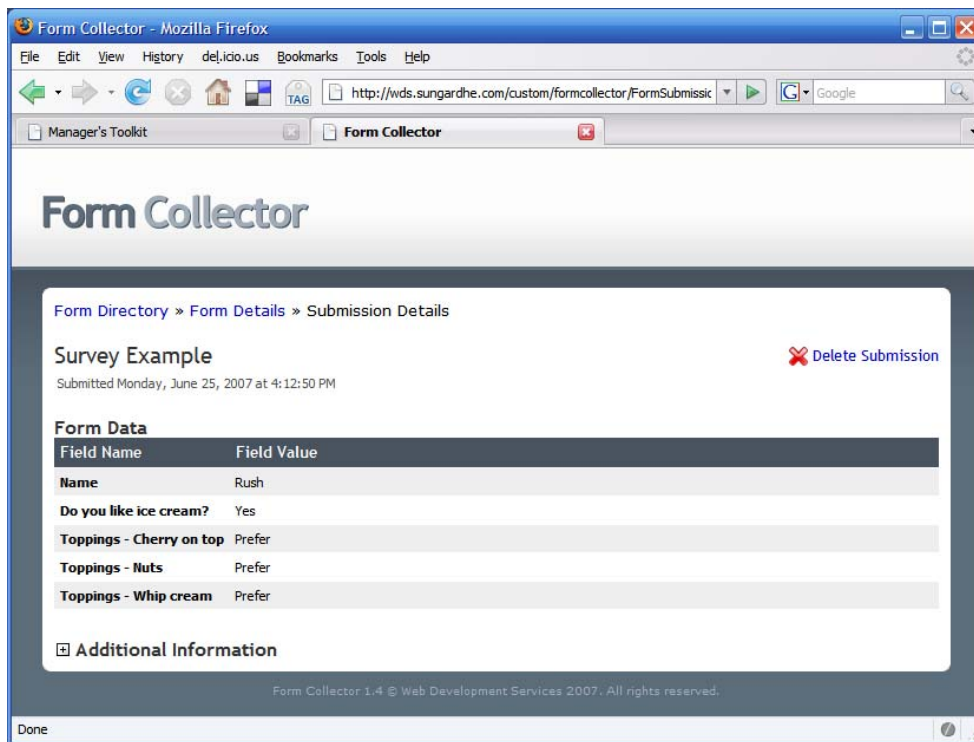 Form Collector - Mozilla Firefox
File Edit View History del.icio.us Bookmarks Tools Help
TAG http://wds.sungardhe.com/custom/formcollector/FormSubmissic G Google
Manager's Toolkit Form Collector
Form Collector
Form Directory » Form Details » Submission Details
Survey Example Delete Submission
Submitted Monday, June 25, 2007 at 4:12:50 PM
Form Data
Field Name Field Value
Name Rush
Do you like ice cream? Yes
Toppings - Cherry on top Prefer
Toppings - Nuts Prefer
Toppings - Whip cream Prefer
Additional Information
Form Collector 1.4 © Web Development Services 2007. All rights reserved.
Done